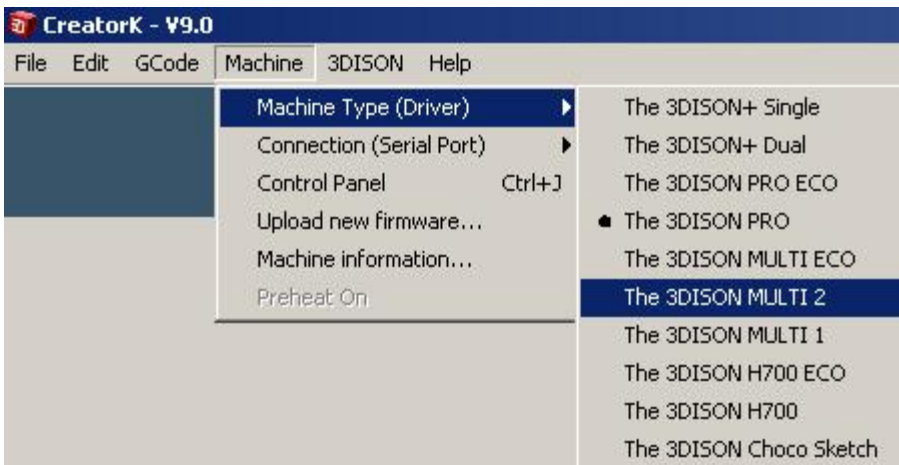 CreatorK - V9.0
File Edit GCode Machine 3DISON Help
Machine Type (Driver)
Connection (Serial Port)
Control Panel Ctrl+J
Upload new firmware...
Machine information...
Preheat On
The 3DISON+ Single
The 3DISON+ Dual
The 3DISON PRO ECO
The 3DISON PRO
The 3DISON MULTI ECO
The 3DISON MULTI 2
The 3DISON MULTI 1
The 3DISON H700 ECO
The 3DISON H700
The 3DISON Choco Sketch